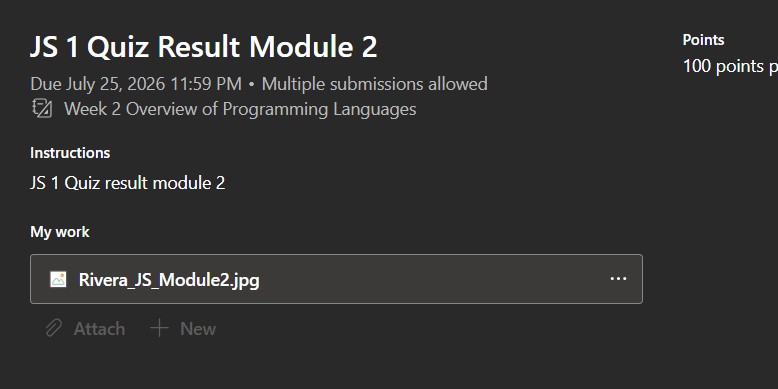 JS 1 Quiz Result Module 2
Points
100 points p
Due July 25, 2026 11:59 PM • Multiple submissions allowed
Week 2 Overview of Programming Languages
Instructions
JS 1 Quiz result module 2
My work
Rivera_JS_Module2.jpg
Attach
New